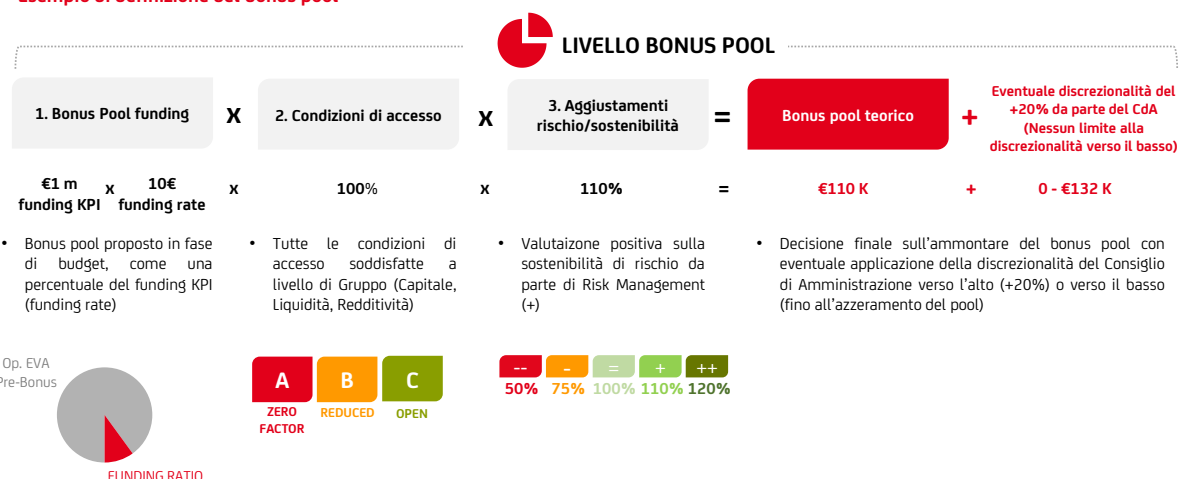 Esempio di definizione del bonus pool
LIVELLO BONUS POOL
1. Bonus Pool funding
X
2. Condizioni di accesso
X
3. Aggiustamenti
rischio/sostenibilità
=
Bonus pool teorico
+
Eventuale discrezionalità del
+20% da parte del CdA
(Nessun limite alla
discrezionalità verso il basso)
€1 m
funding KPI
x
10€
funding rate
x
100%
x
110%
=
€110 K
+
0 - €132 K
• Bonus pool proposto in fase
di budget, come una
percentuale del funding KPI
(funding rate)
• Tutte le condizioni di
accesso soddisfatte a
livello di Gruppo (Capitale,
Liquidità, Redditività)
• Valutaizone positiva sulla
sostenibilità di rischio da
parte di Risk Management
(+)
• Decisione finale sull’ammontare del bonus pool con
eventuale applicazione della discrezionalità del Consiglio
di Amministrazione verso l’alto (+20%) o verso il basso
(fino all’azzeramento del pool)
Op. EVA
Pre-Bonus
FUNDING RATIO
A
B
C
ZERO
FACTOR
REDUCED
OPEN
--
-
=
+
++
50%
75%
100%
110%
120%